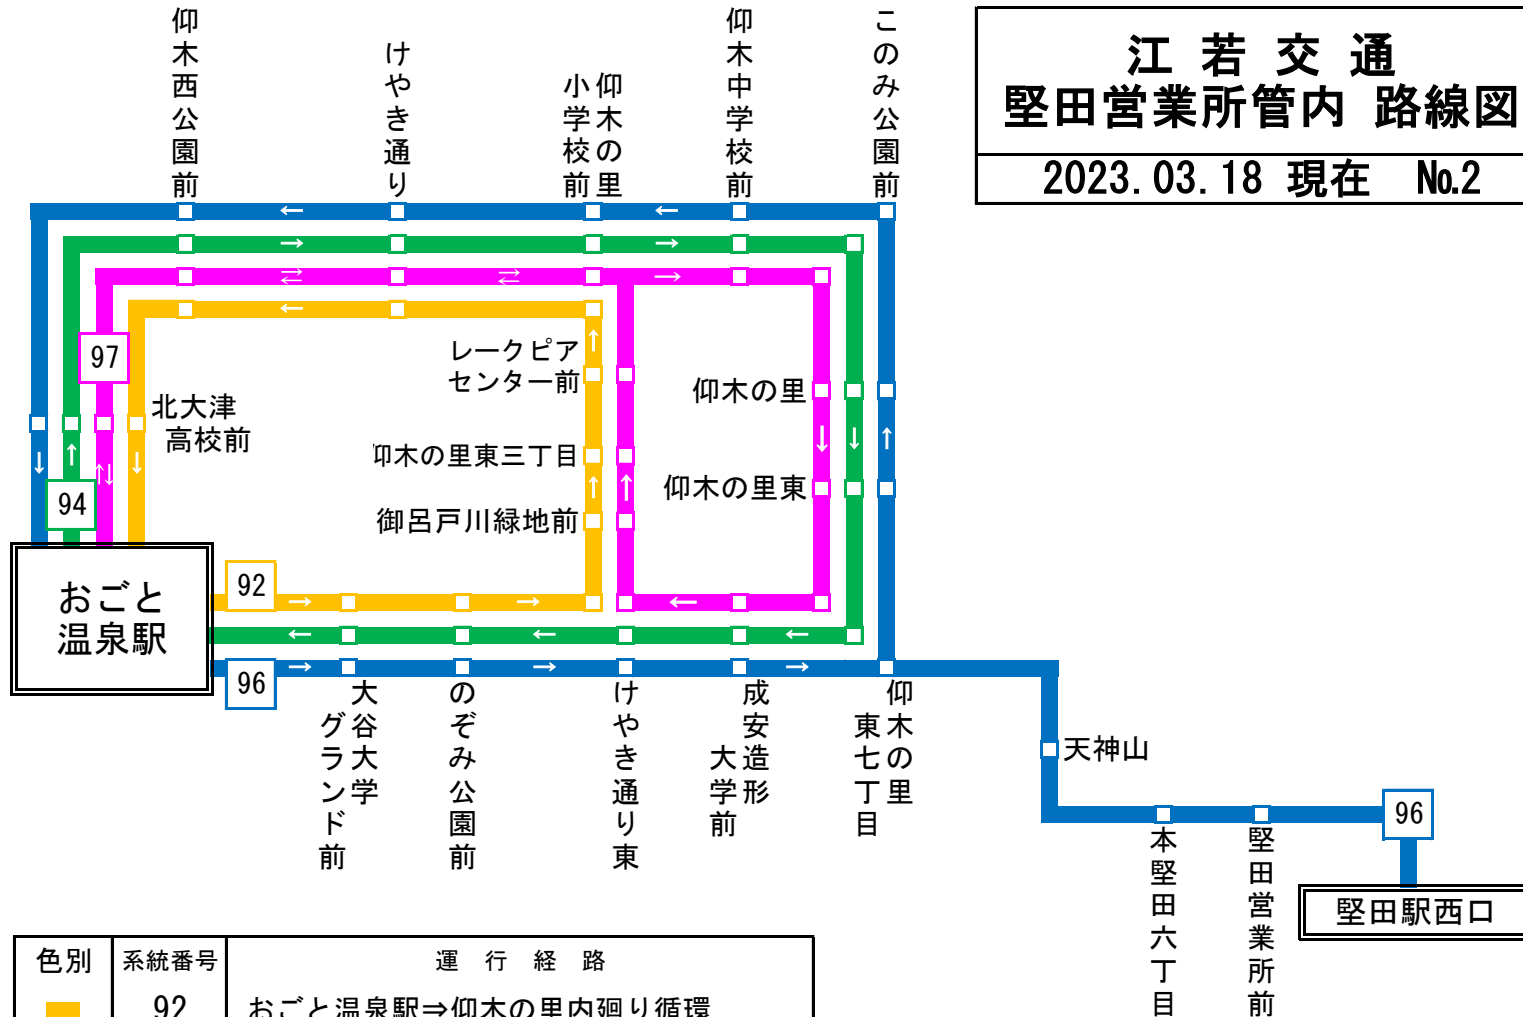 江若交通
堅田営業所管内 路線図
2023.03.18 現在 No.2
仰木西公園前
けやき通り
仰木の里
小学校前
仰木中学校前
このみ公園前
← ←
→ →
⇄ ⇄ →
←
97
レークピア
センター前
仰木の里
北大津
高校前
仰木の里東三丁目
仰木の里東
94
御呂戸川緑地前
おごと
温泉駅
92
→ →
←
← ← ←
96
→ → →
大谷大学
グランド前
のぞみ公園前
けやき通り東
成安造形
大学前
仰木の里
東七丁目
天神山
本堅田六丁目
堅田営業所前
96
堅田駅西口
色別 系統番号 運行経路
92 おごと温泉駅⇒仰木の里内廻り循環